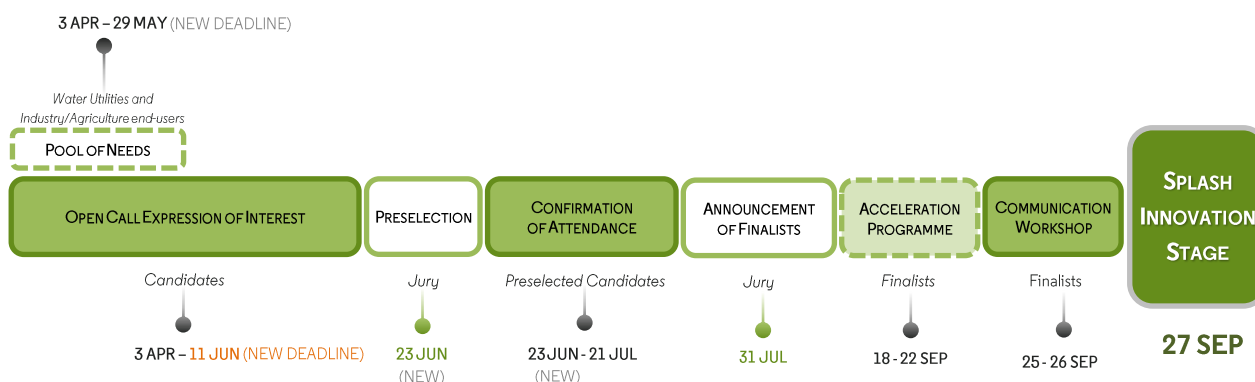 3 APR – 29 MAY (NEW DEADLINE)
Water Utilities and
Industry/Agriculture end-users
POOL OF NEEDS
OPEN CALL EXPRESSION OF INTEREST
Candidates
3 APR – 11 JUN (NEW DEADLINE)
PRESELECTION
Jury
23 JUN
(NEW)
CONFIRMATION
OF ATTENDANCE
Preselected Candidates
23 JUN - 21 JUL
(NEW)
ANNOUNCEMENT
OF FINALISTS
Jury
31 JUL
ACCELERATION
PROGRAMME
Finalists
18 - 22 SEP
COMMUNICATION
WORKSHOP
Finalists
25 - 26 SEP
SPLASH
INNOVATION
STAGE
27 SEP